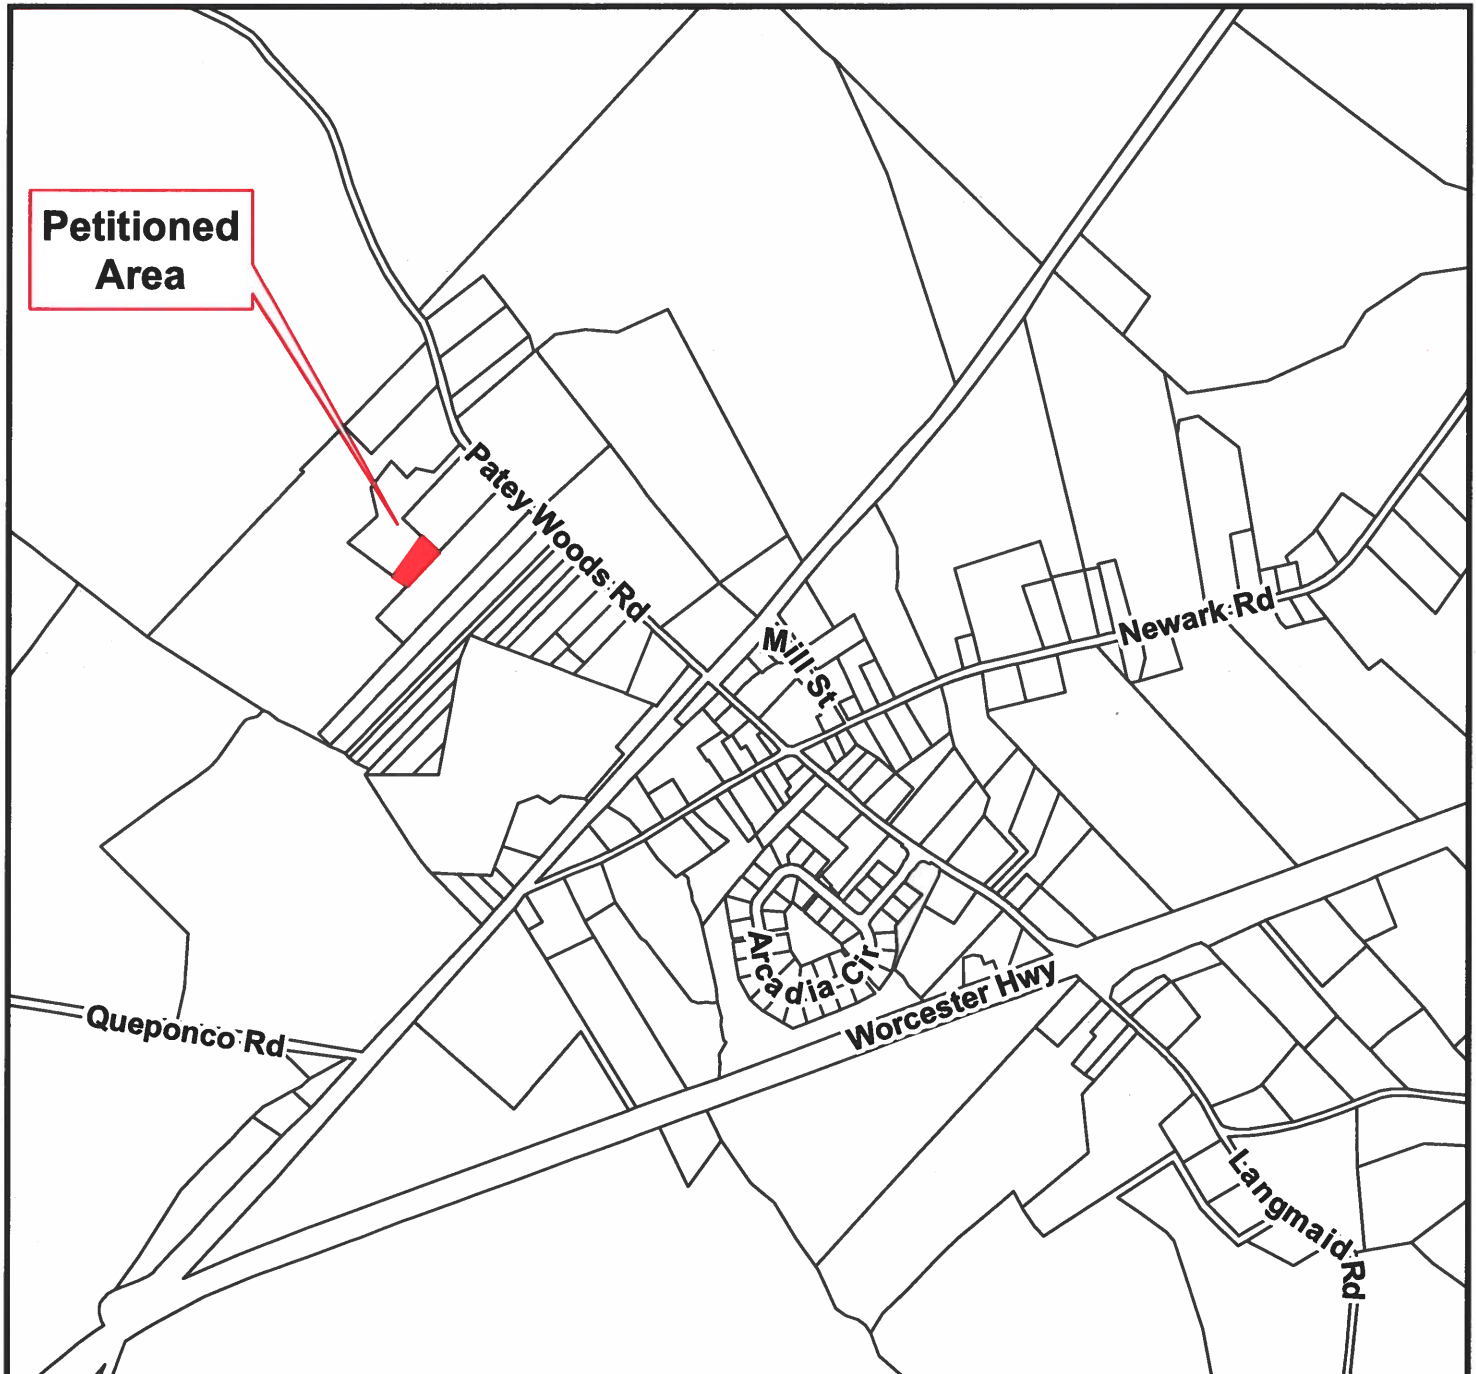 Petitioned
Area
Patey Woods Rd
Mill St
Newark Rd
Arcadia Cir
Worcester Hwy
Queponco Rd
Langmaid Rd